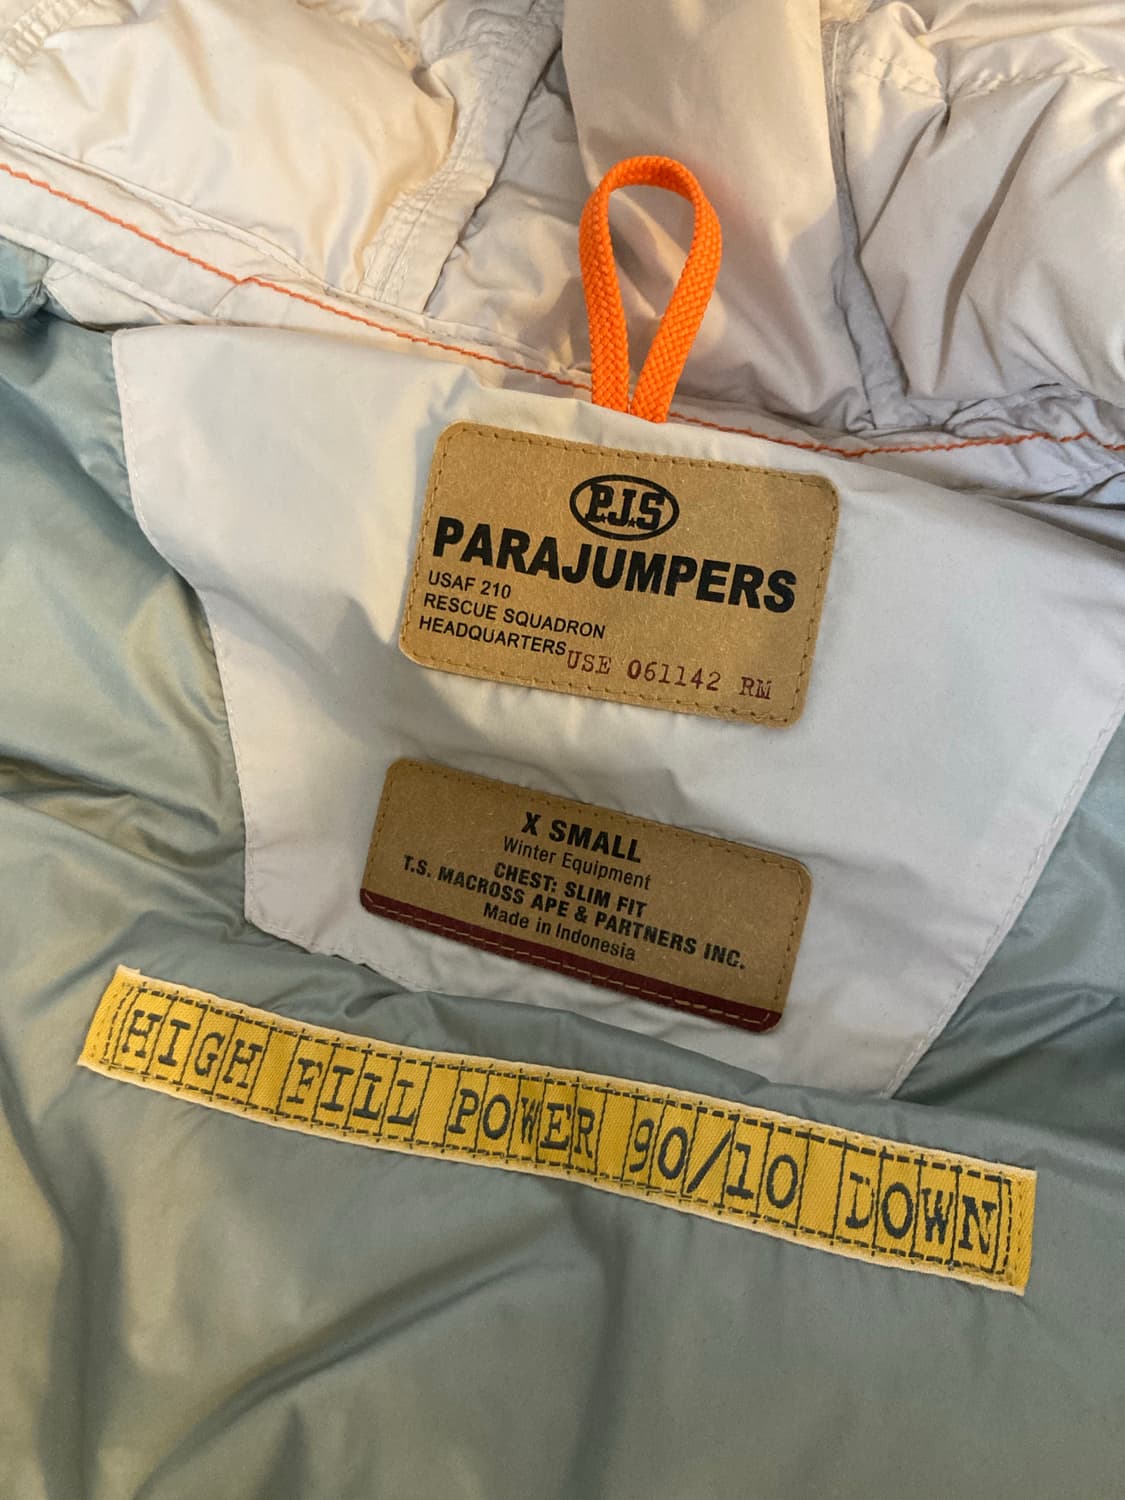 P.J.S
PARAJUMPERS
USAF 210
RESCUE SQUADRON
HEADQUARTERS
USE 061142 RM
X SMALL
Winter Equipment
CHEST: SLIM FIT
T.S. MACROSS APE & PARTNERS INC.
Made in Indonesia
HIGH FILL POWER 90/10 DOWN